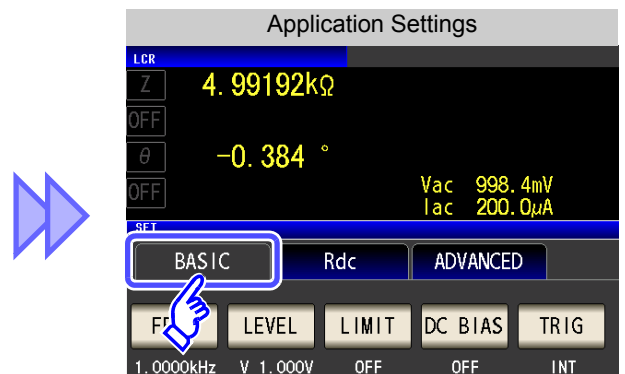 Application Settings
LCR
Z 4.99192kΩ
OFF
θ -0.384 °
OFF
Vac 998.4mV
Iac 200.0μA
SET
BASIC Rdc ADVANCED
LEVEL LIMIT DC BIAS TRIG
1.0000kHz V 1.000V OFF OFF INT